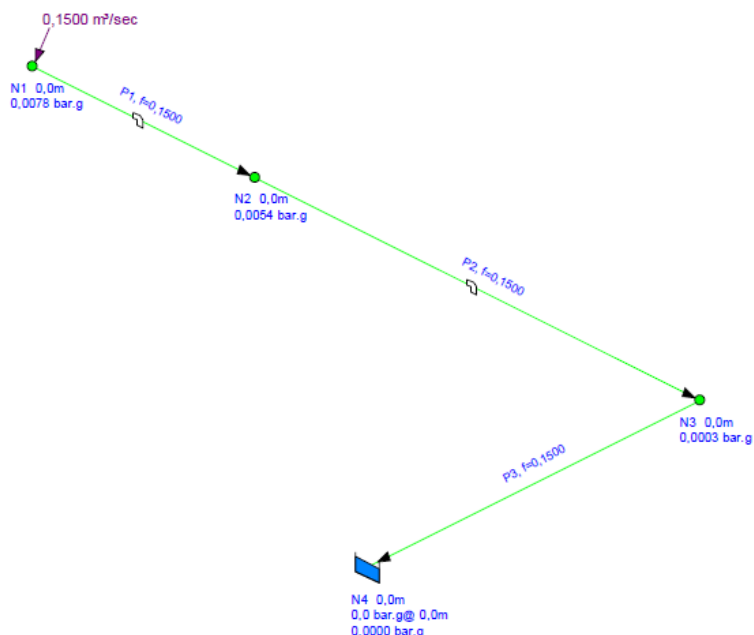 0,1500 m³/sec
N1 0,0m
0,0078 bar.g
P1, f=0,1500
N2 0,0m
0,0054 bar.g
P2, f=0,1500
N3 0,0m
0,0003 bar.g
P3, f=0,1500
N4 0,0m
0,0 bar.g@ 0,0m
0,0000 bar.g